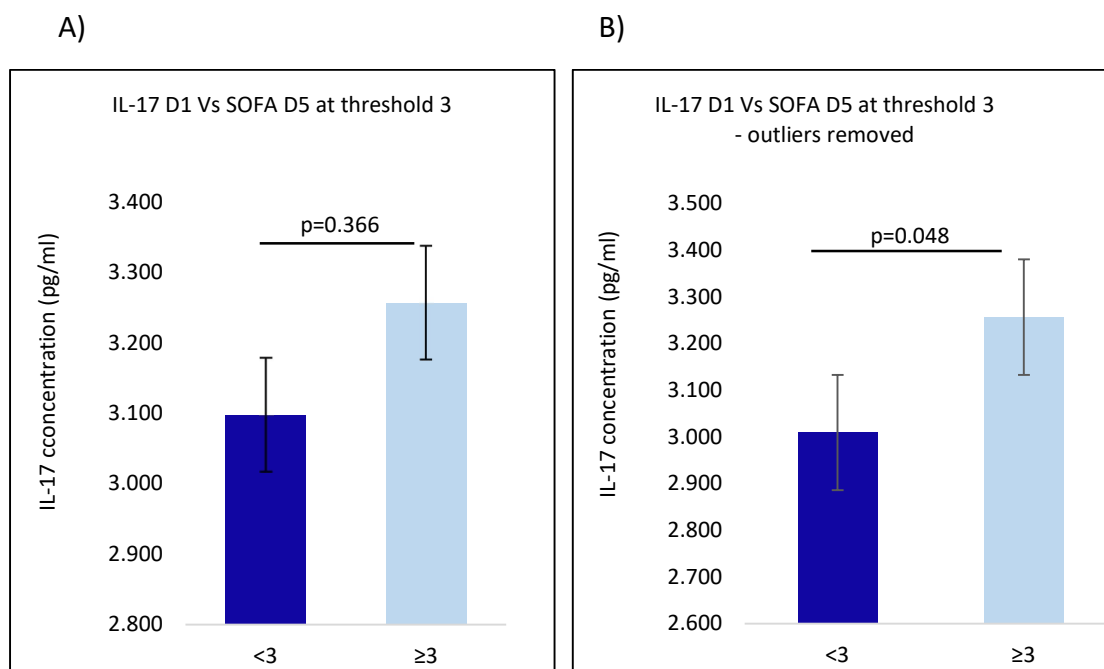 A)
IL-17 D1 Vs SOFA D5 at threshold 3
IL-17 cconcentration (pg/ml)
3.400
3.300
3.200
3.100
3.000
2.900
2.800
p=0.366
<3
≥3
B)
IL-17 D1 Vs SOFA D5 at threshold 3
- outliers removed
IL-17 concentration (pg/ml)
3.500
3.400
3.300
3.200
3.100
3.000
2.900
2.800
2.700
2.600
p=0.048
<3
≥3